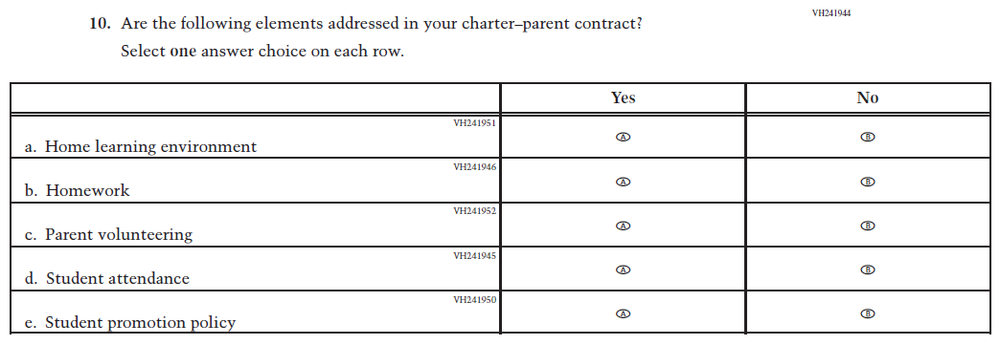 VH241944
10. Are the following elements addressed in your charter–parent contract?
Select one answer choice on each row.
Yes No
VH241951
a. Home learning environment A B
VH241946
b. Homework A B
VH241952
c. Parent volunteering A B
VH241945
d. Student attendance A B
VH241950
e. Student promotion policy A B